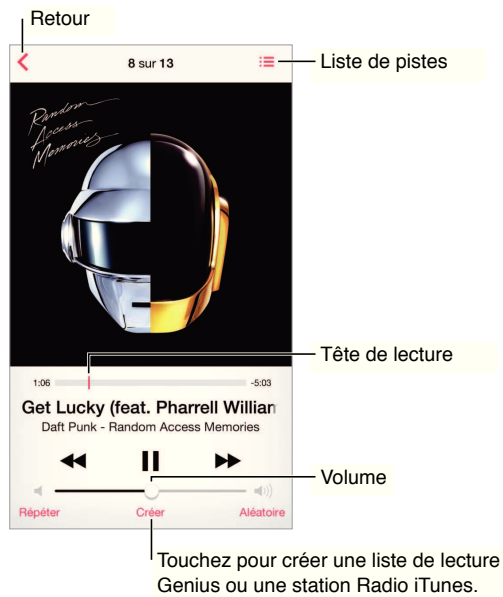 Retour
8 sur 13
Liste de pistes
Random
Access
Memories
Tête de lecture
1:06
-5:03
Get Lucky (feat. Pharrell Willian
Daft Punk - Random Access Memories
Volume
Répéter
Créer
Aléatoire
Touchez pour créer une liste de lecture
Genius ou une station Radio iTunes.